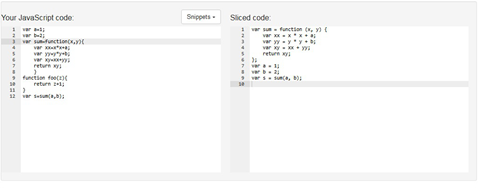 Your JavaScript code:
Snippets
1 var a=1;
2 var b=2;
3 var sum=function(x,y){
4 var xx=x*x+a;
5 var yy=y*y+b;
6 var xy=xx+yy;
7 return xy;
8 }
9 function foo(z){
10 return z+1;
11 }
12 var s=sum(a,b);
Sliced code:
1 var sum = function (x, y) {
2 var xx = x * x + a;
3 var yy = y * y + b;
4 var xy = xx + yy;
5 return xy;
6 };
7 var a = 1;
8 var b = 2;
9 var s = sum(a, b);
10